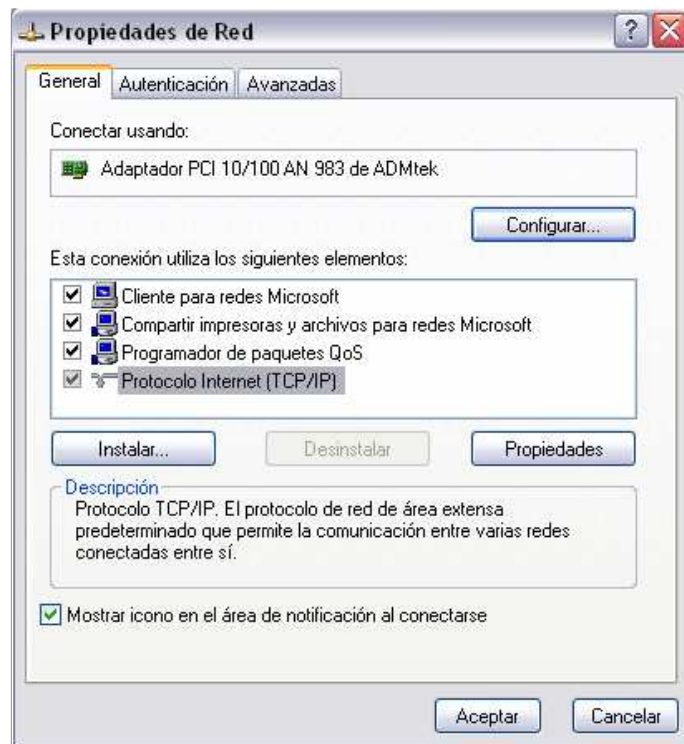 Propiedades de Red
General Autenticación Avanzadas
Conectar usando:
Adaptador PCI 10/100 AN 983 de ADMtek
Configurar...
Esta conexión utiliza los siguientes elementos:
Cliente para redes Microsoft
Compartir impresoras y archivos para redes Microsoft
Programador de paquetes QoS
Protocolo Internet (TCP/IP)
Instalar... Desinstalar Propiedades
Descripción
Protocolo TCP/IP. El protocolo de red de área extensa
predeterminado que permite la comunicación entre varias redes
conectadas entre sí.
Mostrar icono en el área de notificación al conectarse
Aceptar Cancelar